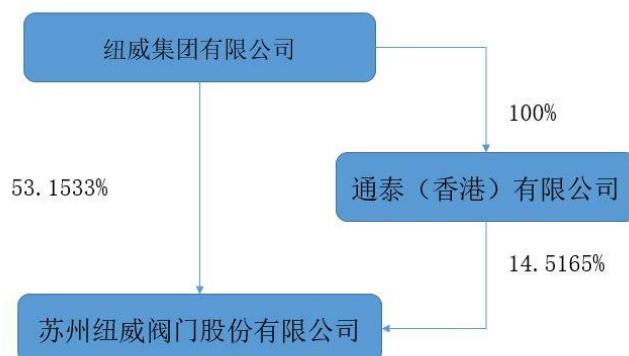 纽威集团有限公司
100%
53.1533%
通泰（香港）有限公司
14.5165%
苏州纽威阀门股份有限公司